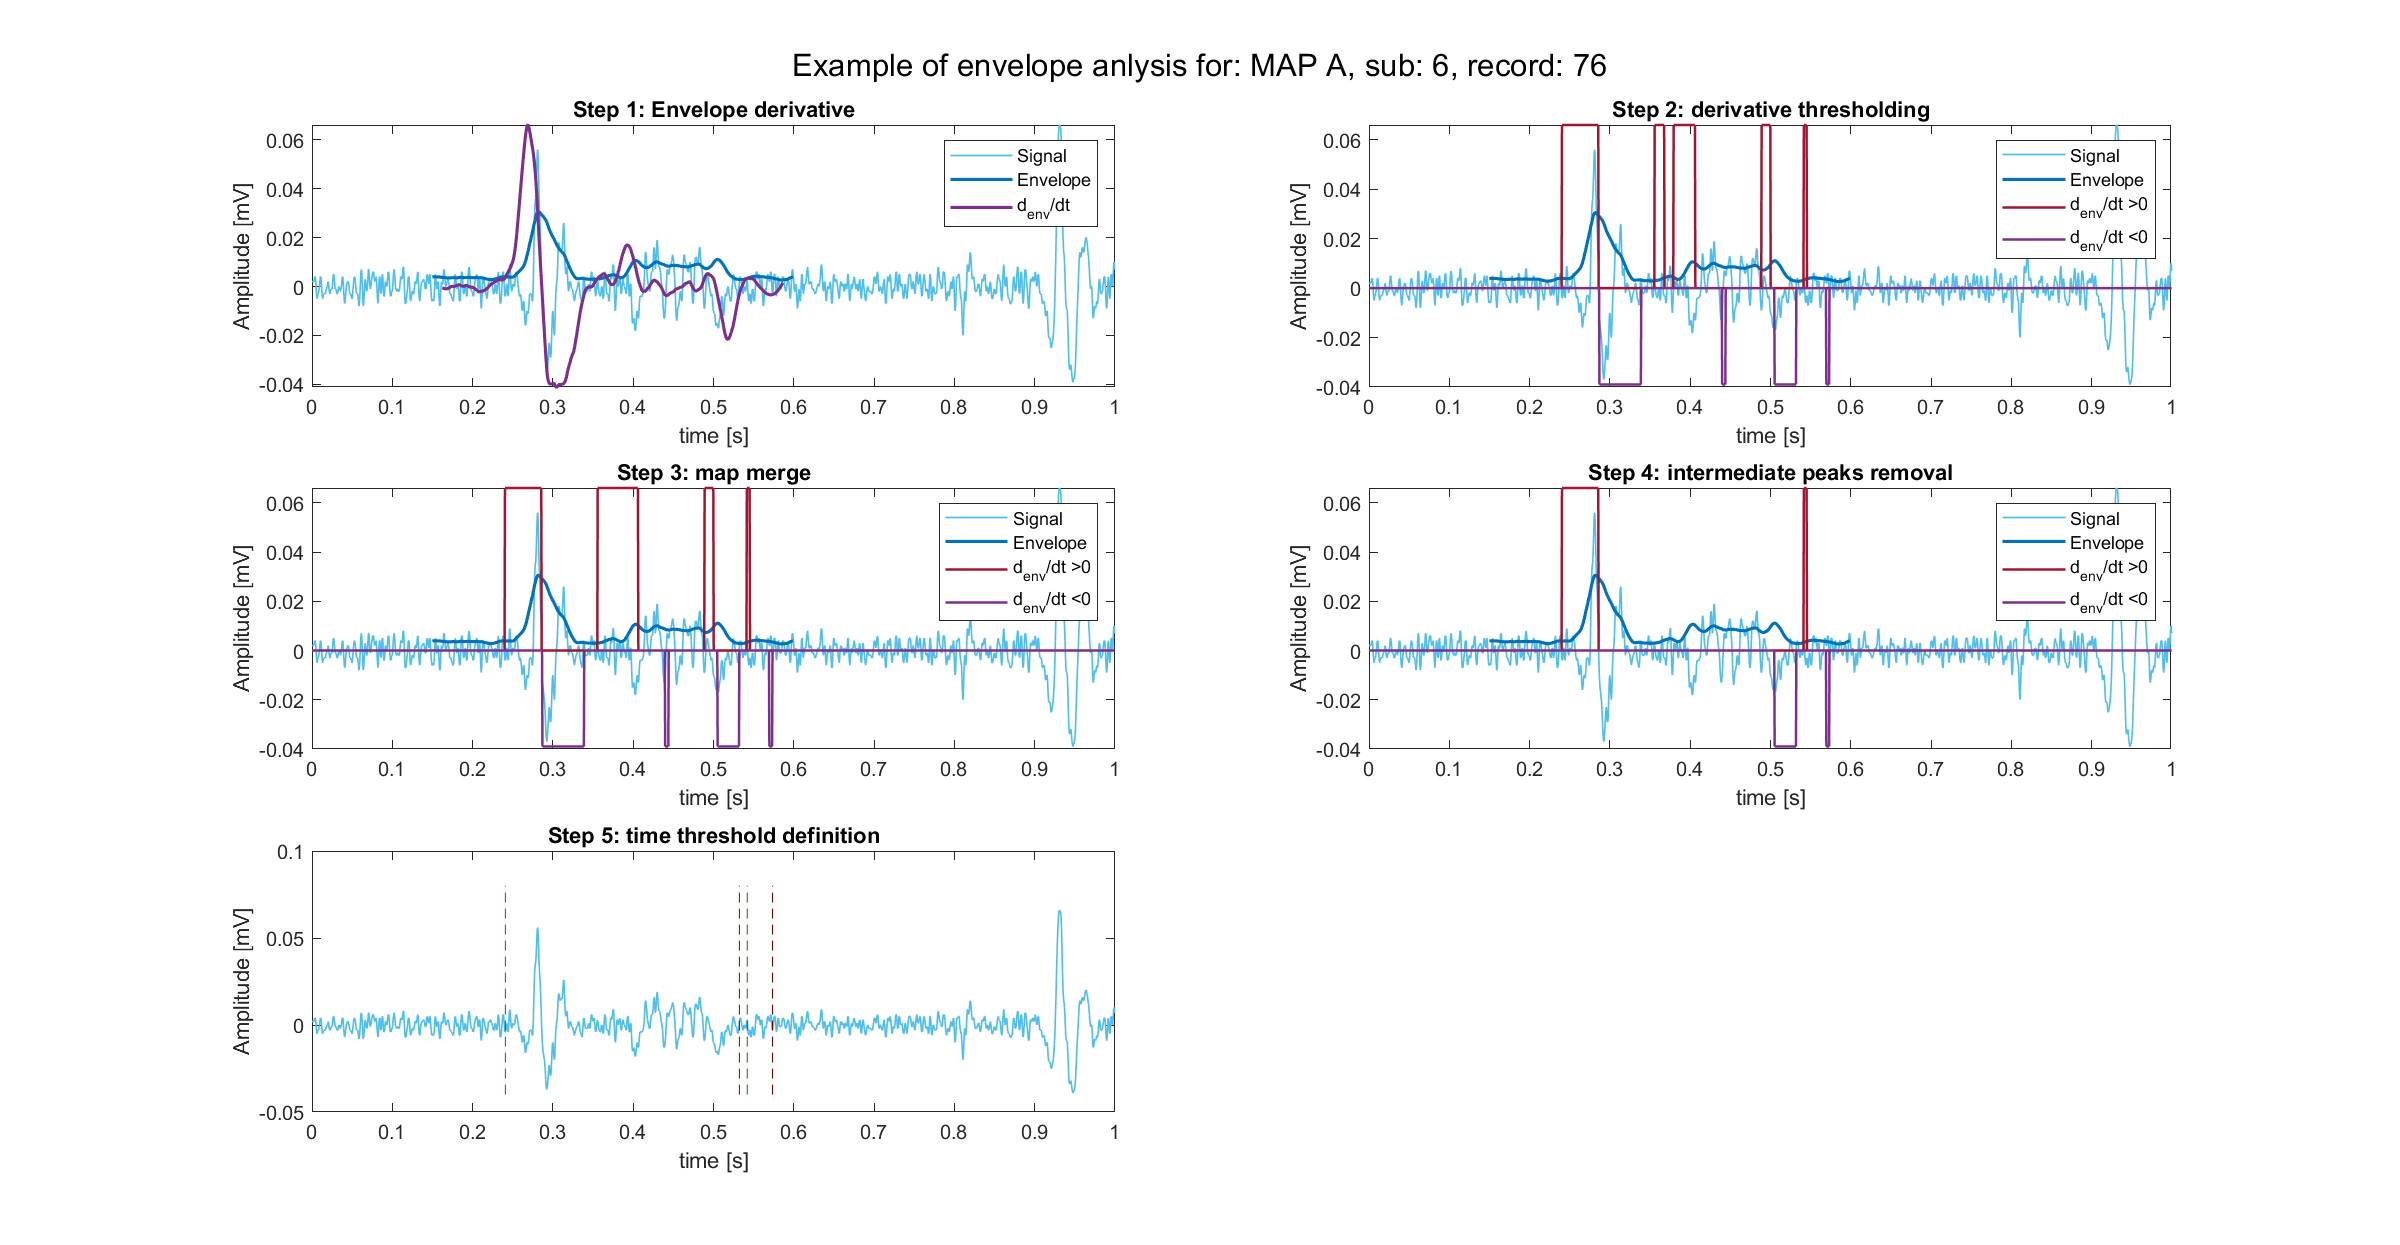 Example of envelope anlysis for: MAP A, sub: 6, record: 76
Step 1: Envelope derivative
Amplitude [mV]
0.06
0.04
0.02
0
-0.02
-0.04
Signal
Envelope
d_env/dt
0 0.1 0.2 0.3 0.4 0.5 0.6 0.7 0.8 0.9 1
time [s]
Step 2: derivative thresholding
Amplitude [mV]
0.06
0.04
0.02
0
-0.02
-0.04
Signal
Envelope
d_env/dt >0
d_env/dt <0
0 0.1 0.2 0.3 0.4 0.5 0.6 0.7 0.8 0.9 1
time [s]
Step 3: map merge
Amplitude [mV]
0.06
0.04
0.02
0
-0.02
-0.04
Signal
Envelope
d_env/dt >0
d_env/dt <0
0 0.1 0.2 0.3 0.4 0.5 0.6 0.7 0.8 0.9 1
time [s]
Step 4: intermediate peaks removal
Amplitude [mV]
0.06
0.04
0.02
0
-0.02
-0.04
Signal
Envelope
d_env/dt >0
d_env/dt <0
0 0.1 0.2 0.3 0.4 0.5 0.6 0.7 0.8 0.9 1
time [s]
Step 5: time threshold definition
Amplitude [mV]
0.1
0.05
0
-0.05
0 0.1 0.2 0.3 0.4 0.5 0.6 0.7 0.8 0.9 1
time [s]